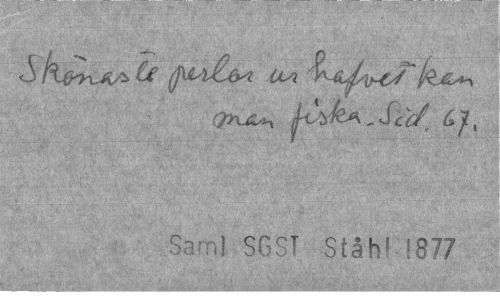 Skönaste perlor ur hafvet kan
man fiska. Sid. 67.
Saml SGST Ståhl 1877